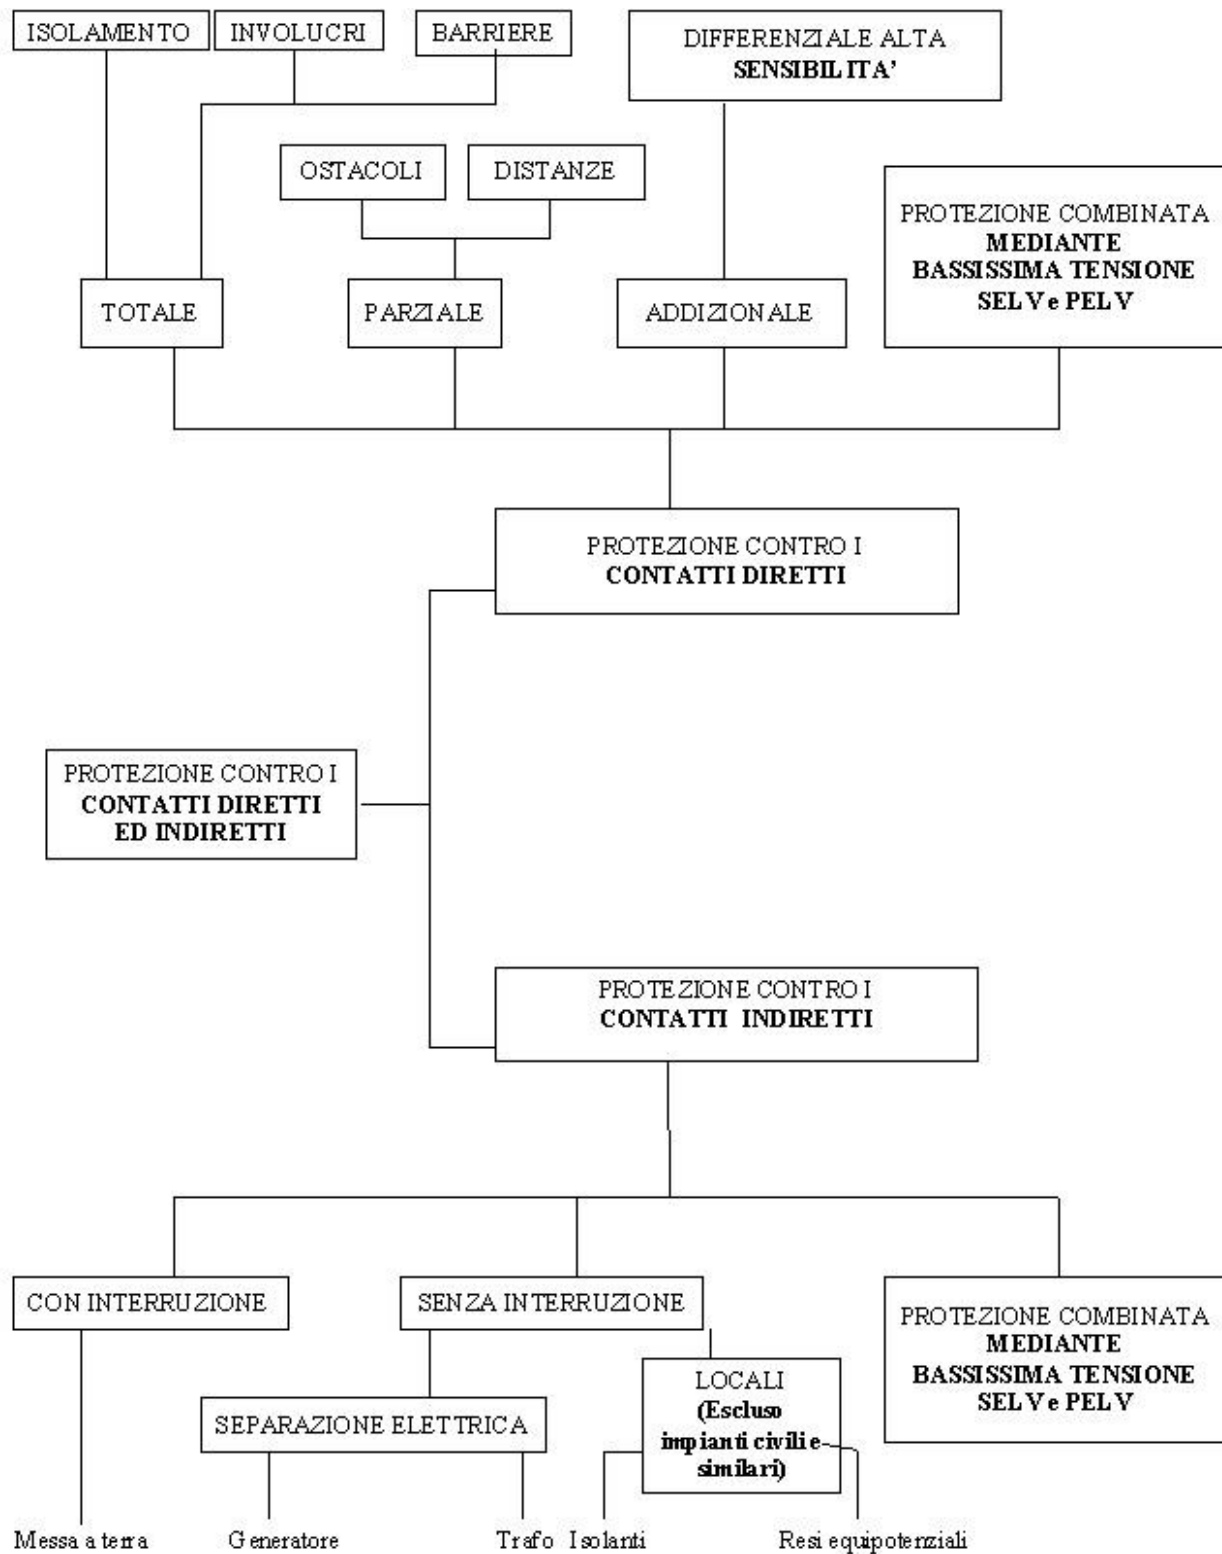 ISOLAMENTO
INVOLUCRI
BARRIERE
DIFFERENZIALE ALTA
SENSIBILITA'
OSTACOLI
DISTANZE
PROTEZIONE COMBINATA
MEDIANTE
BASSISSIMA TENSIONE
SELV e PELV
TOTALE
PARZIALE
ADDIZIONALE
PROTEZIONE CONTRO I
CONTATTI DIRETTI
PROTEZIONE CONTRO I
CONTATTI DIRETTI
ED INDIRETTI
PROTEZIONE CONTRO I
CONTATTI INDIRETTI
CON INTERRUZIONE
SENZA INTERRUZIONE
PROTEZIONE COMBINATA
MEDIANTE
BASSISSIMA TENSIONE
SELV e PELV
LOCALI
(Escluso
impianti civili e
similari)
SEPARAZIONE ELETTRICA
Messa a terra
Generatore
Trafo
Isolanti
Resi equipotenziali